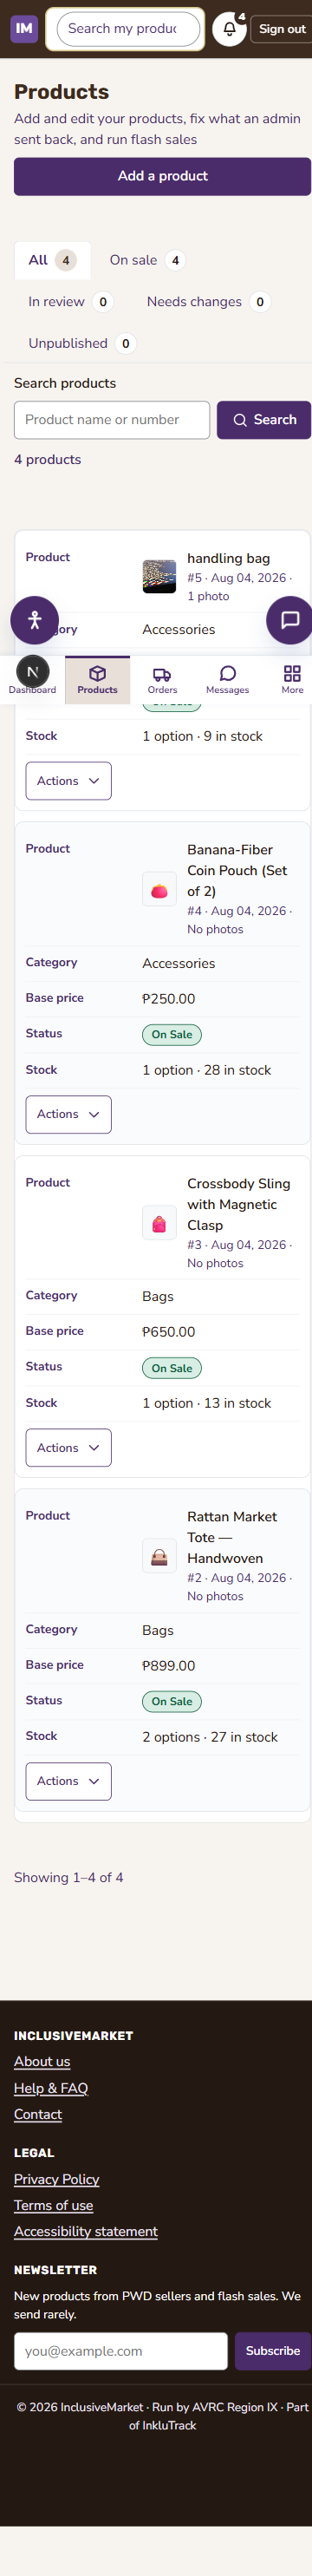 IM
Search my produc
4
Sign out
Products
Add and edit your products, fix what an admin
sent back, and run flash sales
Add a product
All 4
On sale 4
In review 0
Needs changes 0
Unpublished 0
Search products
Product name or number
Search
4 products
Product
handling bag
#5 · Aug 04, 2026 ·
1 photo
Accessories
N
Dashboard
Products
Orders
Messages
More
Stock
1 option · 9 in stock
Actions
Product
Banana-Fiber
Coin Pouch (Set
of 2)
#4 · Aug 04, 2026 ·
No photos
Category
Accessories
Base price
₱250.00
Status
On Sale
Stock
1 option · 28 in stock
Actions
Product
Crossbody Sling
with Magnetic
Clasp
#3 · Aug 04, 2026 ·
No photos
Category
Bags
Base price
₱650.00
Status
On Sale
Stock
1 option · 13 in stock
Actions
Product
Rattan Market
Tote —
Handwoven
#2 · Aug 04, 2026 ·
No photos
Category
Bags
Base price
₱899.00
Status
On Sale
Stock
2 options · 27 in stock
Actions
Showing 1–4 of 4
INCLUSIVEMARKET
About us
Help & FAQ
Contact
LEGAL
Privacy Policy
Terms of use
Accessibility statement
NEWSLETTER
New products from PWD sellers and flash sales. We
send rarely.
you@example.com
Subscribe
© 2026 InclusiveMarket · Run by AVRC Region IX · Part
of InkluTrack